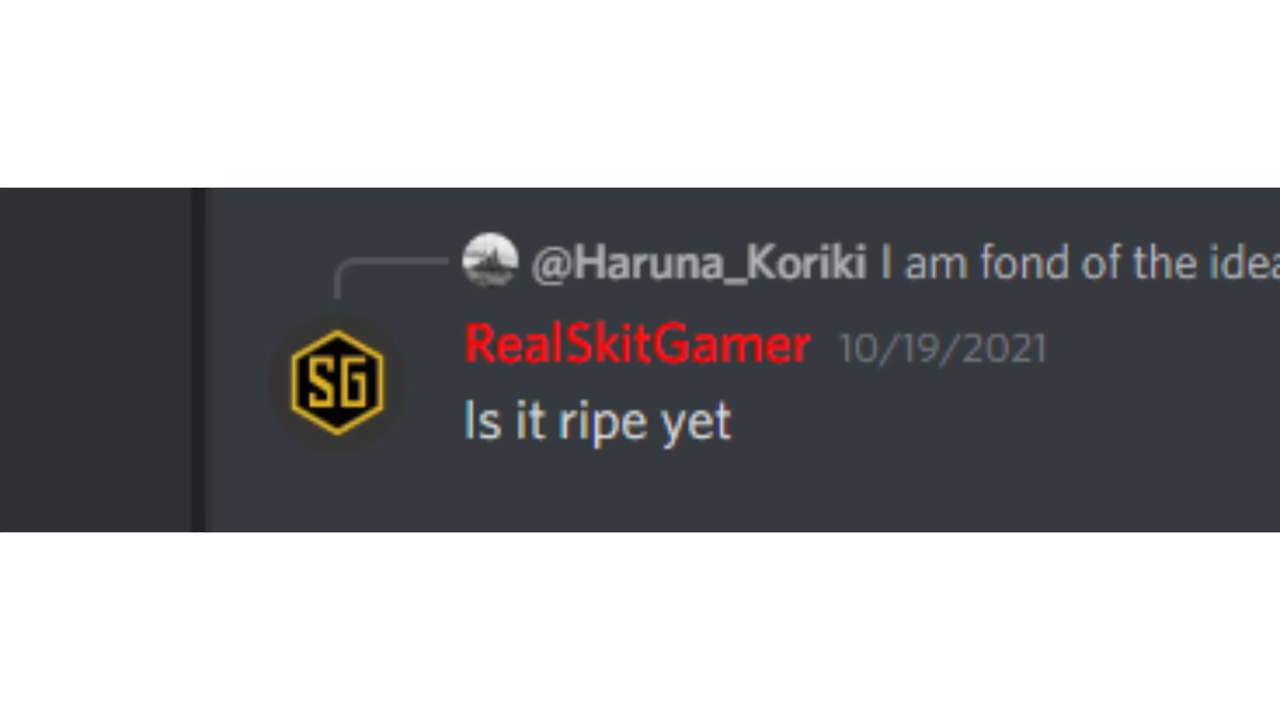 @Haruna_Koriki I am fond of the idea
RealSkitGamer 10/19/2021
SG
Is it ripe yet